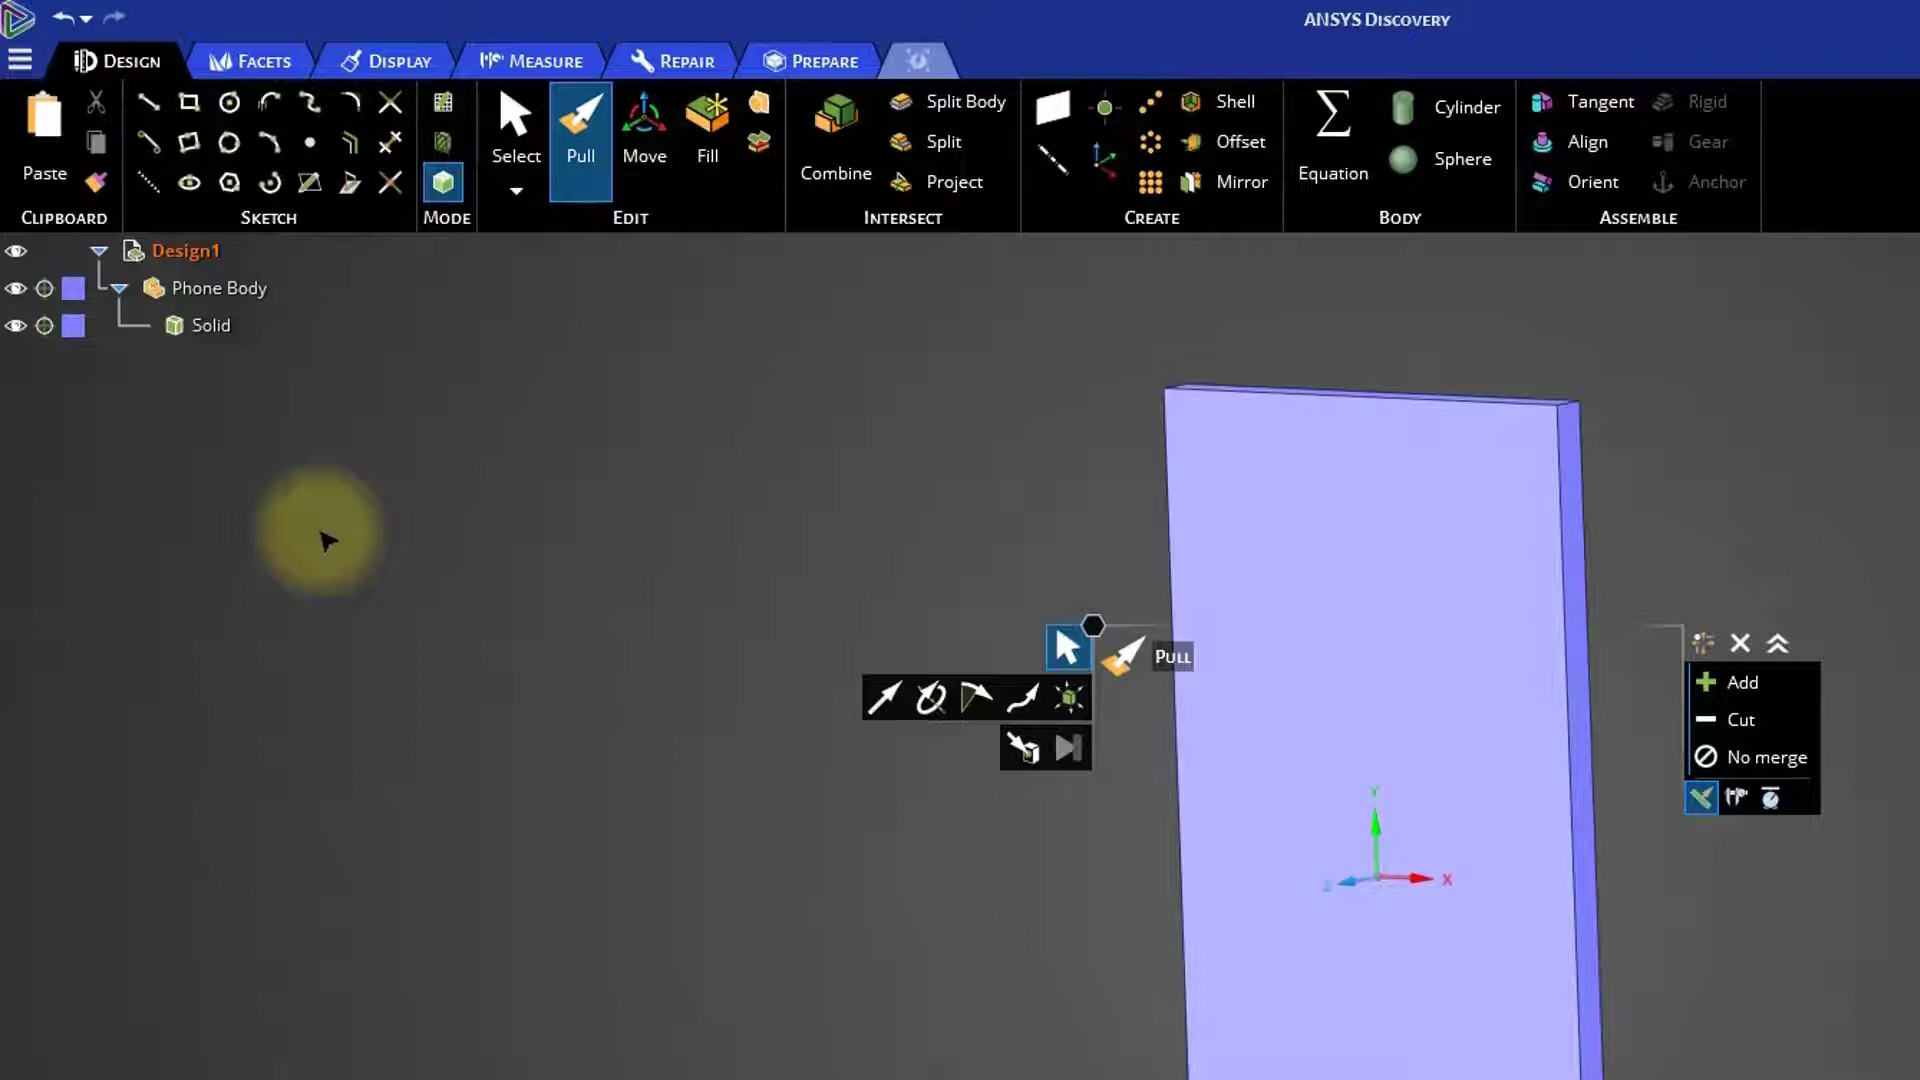 ANSYS DISCOVERY
DESIGN FACETS DISPLAY MEASURE REPAIR PREPARE
Paste Select Pull Move Fill Combine Split Body Split Project Shell Offset Mirror Equation Cylinder Sphere Tangent Align Orient Rigid Gear Anchor
CLIPBOARD SKETCH MODE EDIT INTERSECT CREATE BODY ASSEMBLE
Design1
Phone Body
Solid
PULL
Add
Cut
No merge
Y
Z X